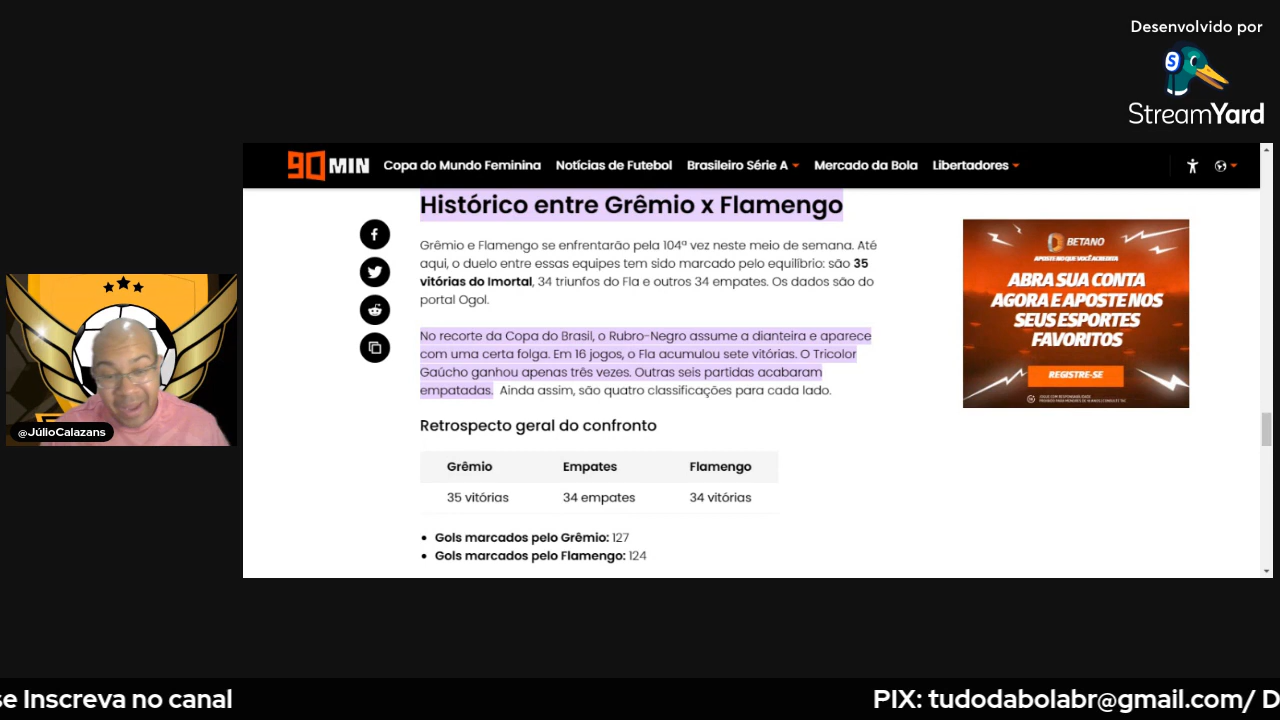 Desenvolvido por
StreamYard
90MIN
Copa do Mundo Feminina
Notícias de Futebol
Brasileiro Série A
Mercado da Bola
Libertadores
Histórico entre Grêmio x Flamengo
Grêmio e Flamengo se enfrentarão pela 104ª vez neste meio de semana. Até
aqui, o duelo entre essas equipes tem sido marcado pelo equilíbrio: são 35
vitórias do Imortal, 34 triunfos do Fla e outros 34 empates. Os dados são do
portal Ogol.
No recorte da Copa do Brasil, o Rubro-Negro assume a dianteira e aparece
com uma certa folga. Em 16 jogos, o Fla acumulou sete vitórias. O Tricolor
Gaúcho ganhou apenas três vezes. Outras seis partidas acabaram
empatadas. Ainda assim, são quatro classificações para cada lado.
Retrospecto geral do confronto
Grêmio Empates Flamengo
35 vitórias 34 empates 34 vitórias
• Gols marcados pelo Grêmio: 127
• Gols marcados pelo Flamengo: 124
BETANO
APOSTE NO QUE VOCÊ ACREDITA
ABRA SUA CONTA
AGORA E APOSTE NOS
SEUS ESPORTES
FAVORITOS
REGISTRE-SE
@JúlioCalazans
se Inscreva no canal
PIX: tudodabolabr@gmail.com/ D